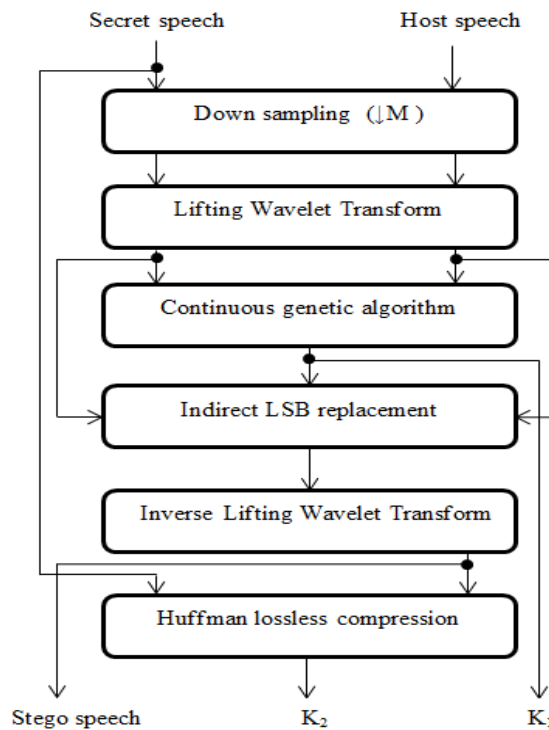 Secret speech
Host speech
Down sampling (↓M )
Lifting Wavelet Transform
Continuous genetic algorithm
Indirect LSB replacement
Inverse Lifting Wavelet Transform
Huffman lossless compression
Stego speech
K₂
K₁